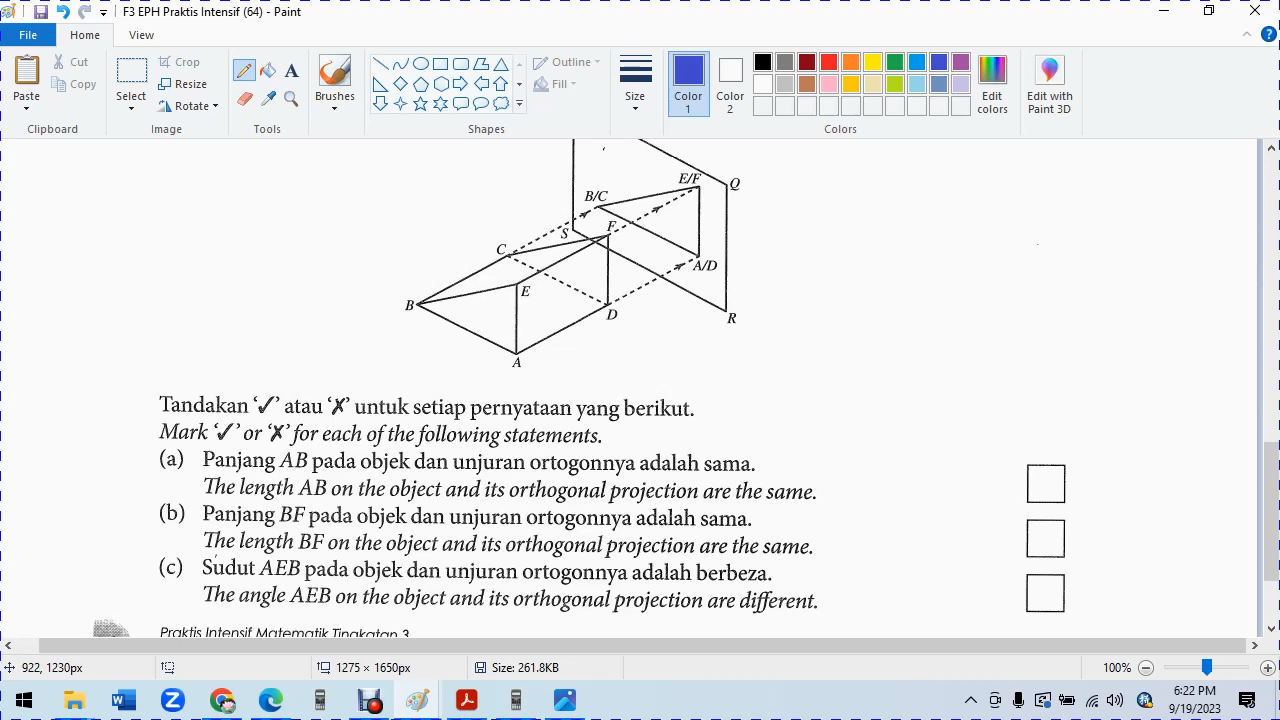 F3 EPH Praktis Intensif (64) - Paint
File Home View
Paste Cut Copy
Clipboard
Select Crop Resize Rotate
Image
Tools
Brushes
Outline Fill
Shapes
Size
Color 1 Color 2
Edit colors
Colors
Edit with Paint 3D
E/F Q
B/C
S F
C
A/D
B E
D R
A
Tandakan ‘✓’ atau ‘✗’ untuk setiap pernyataan yang berikut.
Mark ‘✓’ or ‘✗’ for each of the following statements.
(a) Panjang AB pada objek dan unjuran ortogonnya adalah sama.
The length AB on the object and its orthogonal projection are the same.
(b) Panjang BF pada objek dan unjuran ortogonnya adalah sama.
The length BF on the object and its orthogonal projection are the same.
(c) Sudut AEB pada objek dan unjuran ortogonnya adalah berbeza.
The angle AEB on the object and its orthogonal projection are different.
Praktis Intensif Matematik Tingkatan 3
922, 1230px 1275 × 1650px Size: 261.8KB 100%
6:22 PM
9/19/2023